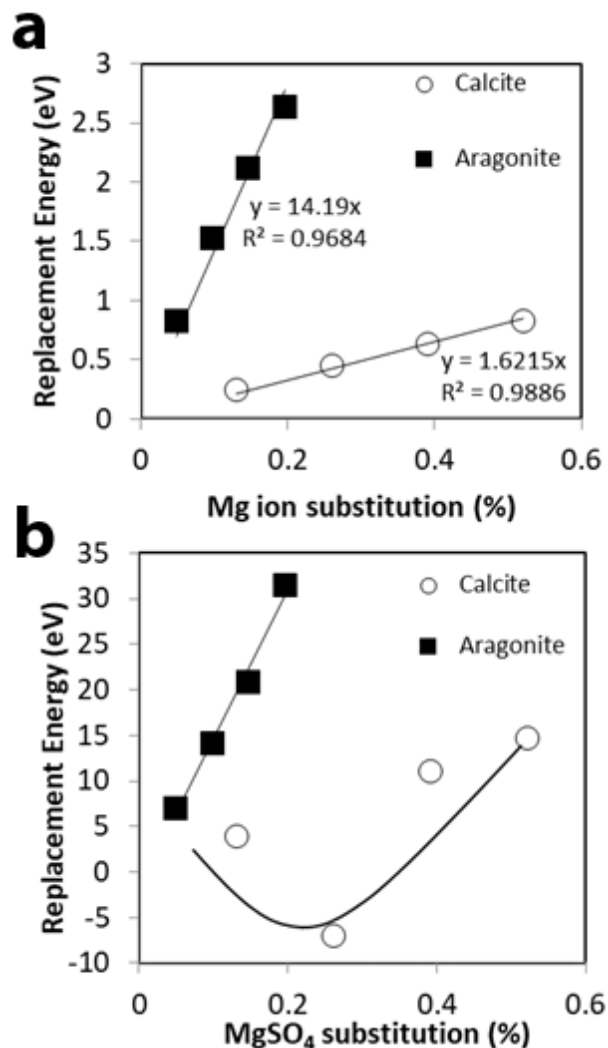 a
Replacement Energy (eV)
3
2.5
2
1.5
1
0.5
0
Calcite
Aragonite
y = 14.19x
R² = 0.9684
y = 1.6215x
R² = 0.9886
0 0.2 0.4 0.6
Mg ion substitution (%)
b
Replacement Energy (eV)
35
30
25
20
15
10
5
0
-5
-10
Calcite
Aragonite
0 0.2 0.4 0.6
MgSO₄ substitution (%)